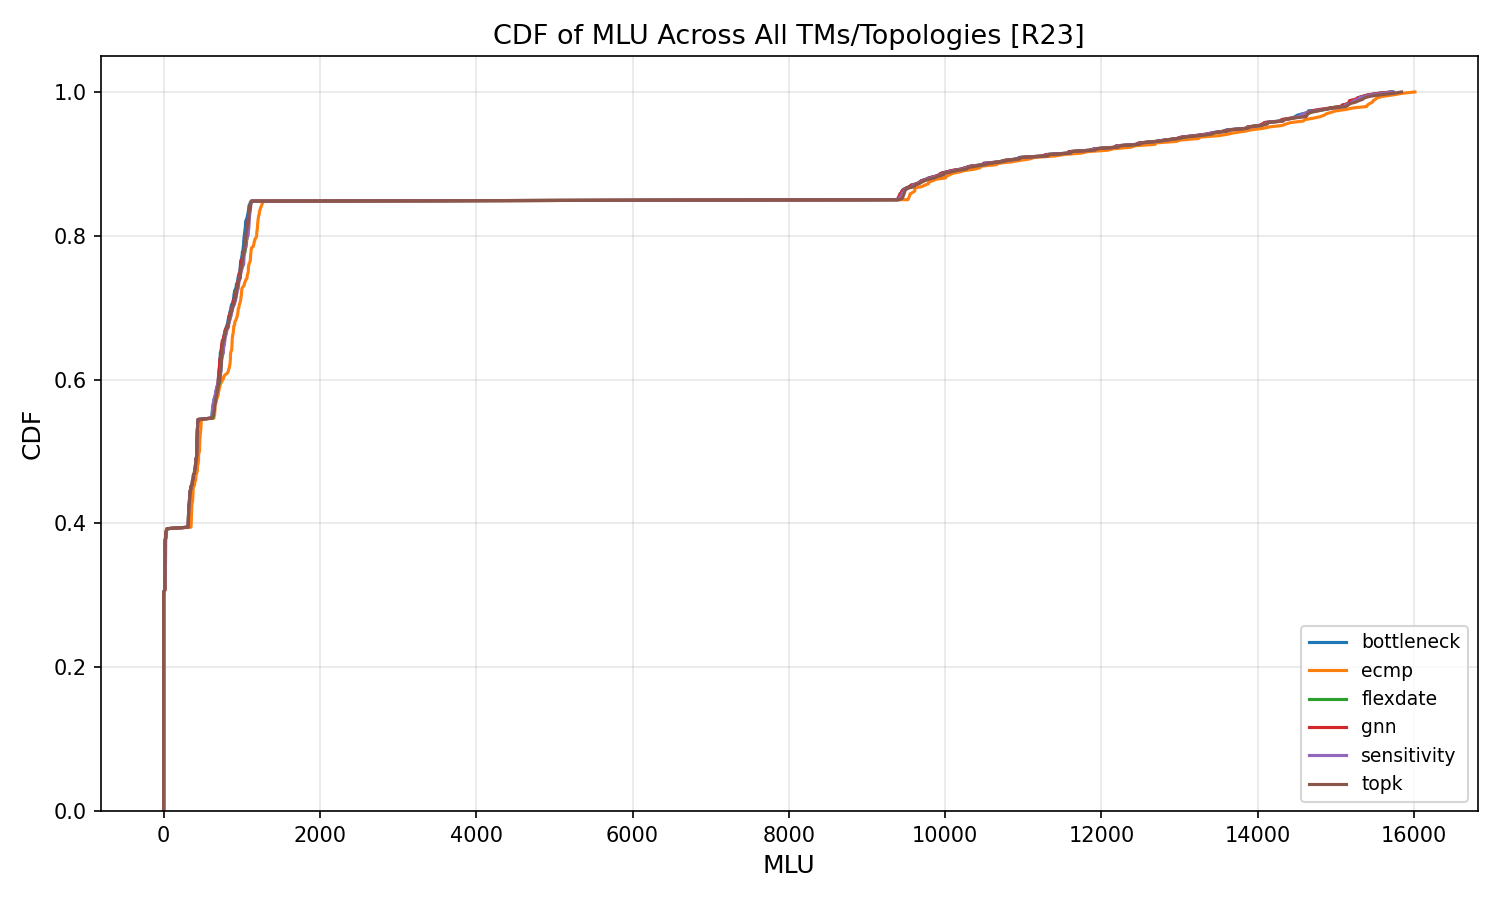 CDF of MLU Across All TMs/Topologies [R23]
CDF
1.0
0.8
0.6
0.4
0.2
0.0
0 2000 4000 6000 8000 10000 12000 14000 16000
MLU
bottleneck
ecmp
flexdate
gnn
sensitivity
topk